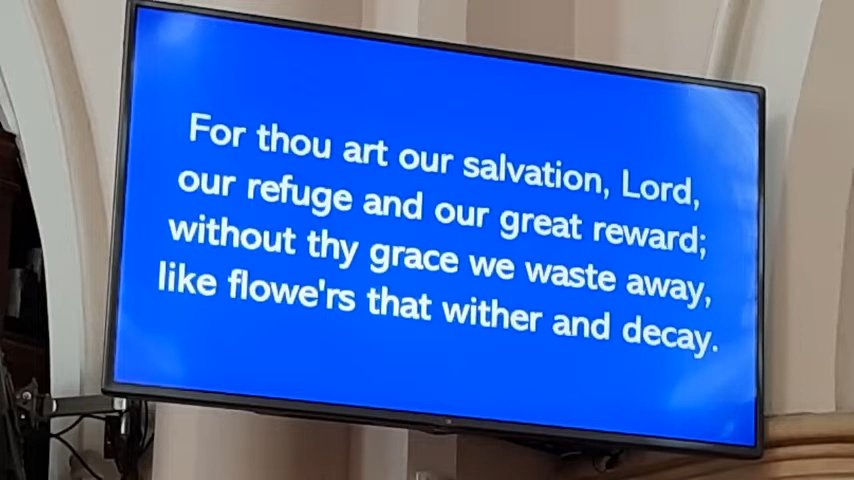 For thou art our salvation, Lord,
our refuge and our great reward;
without thy grace we waste away,
like flowe'rs that wither and decay.